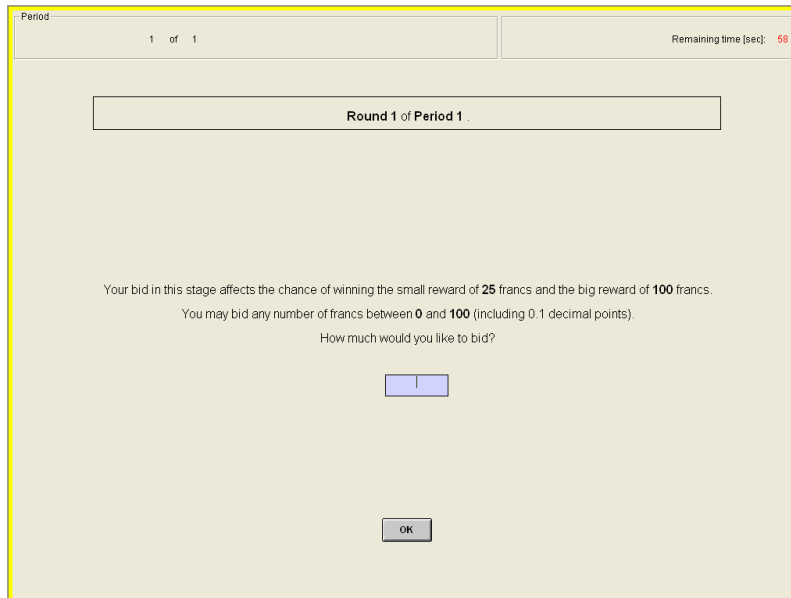 Period
1 of 1
Remaining time [sec]: 58
Round 1 of Period 1 .
Your bid in this stage affects the chance of winning the small reward of 25 francs and the big reward of 100 francs.
You may bid any number of francs between 0 and 100 (including 0.1 decimal points).
How much would you like to bid?
OK